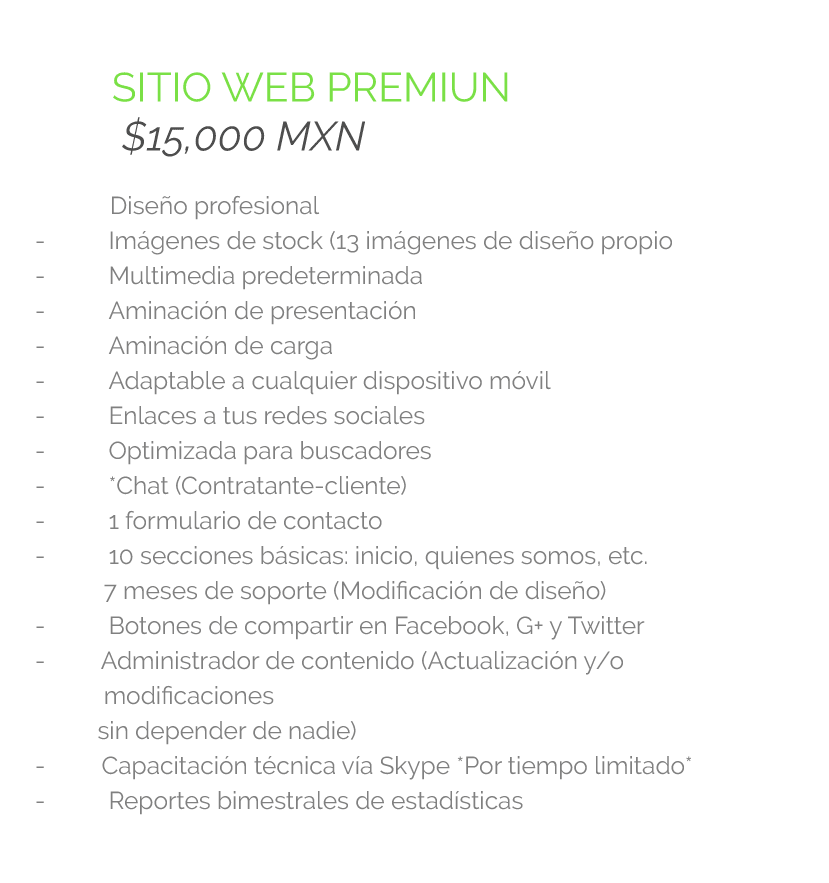 SITIO WEB PREMIUN
$15,000 MXN
Diseño profesional
- Imágenes de stock (13 imágenes de diseño propio
- Multimedia predeterminada
- Aminación de presentación
- Aminación de carga
- Adaptable a cualquier dispositivo móvil
- Enlaces a tus redes sociales
- Optimizada para buscadores
- *Chat (Contratante-cliente)
- 1 formulario de contacto
- 10 secciones básicas: inicio, quienes somos, etc.
7 meses de soporte (Modificación de diseño)
- Botones de compartir en Facebook, G+ y Twitter
- Administrador de contenido (Actualización y/o
modificaciones
sin depender de nadie)
- Capacitación técnica vía Skype *Por tiempo limitado*
- Reportes bimestrales de estadísticas